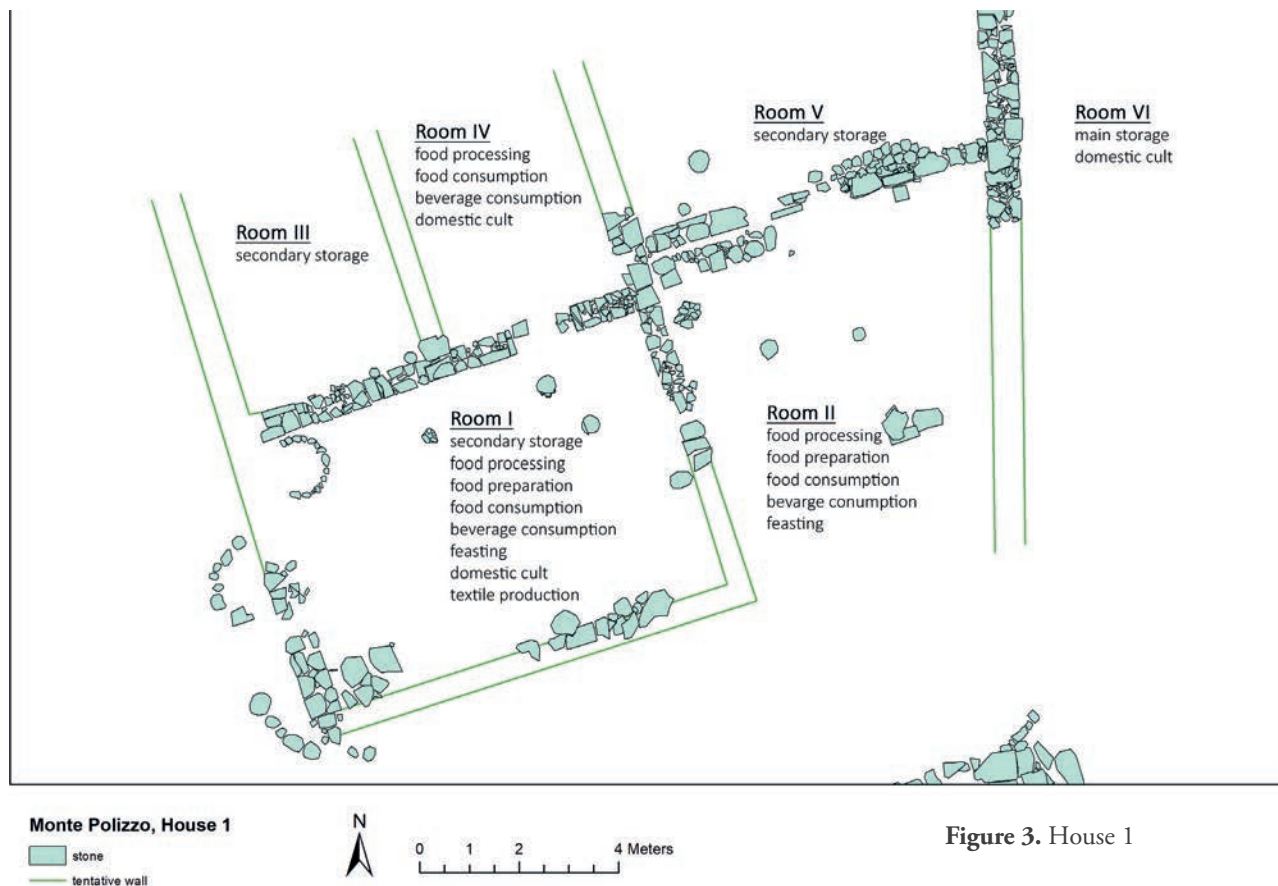 Room V
secondary storage
Room VI
main storage
domestic cult
Room IV
food processing
food consumption
beverage consumption
domestic cult
Room III
secondary storage
Room I
secondary storage
food processing
food preparation
food consumption
beverage consumption
feasting
domestic cult
textile production
Room II
food processing
food preparation
food consumption
bevarge conumption
feasting
Monte Polizzo, House 1
stone
tentative wall
N
0 1 2 4 Meters
Figure 3. House 1